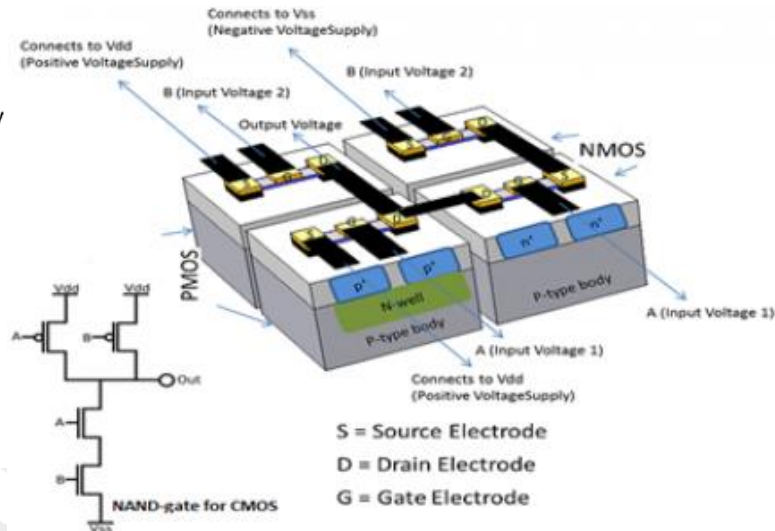 Connects to Vss
(Negative VoltageSupply)
Connects to Vdd
(Positive VoltageSupply)
B (Input Voltage 2)
B (Input Voltage 2)
Output Voltage
NMOS
PMOS
S
G
D
S
D
S
D
G
S
G
D
n⁺
n⁺
p⁺
p⁺
N-well
P-type body
P-type body
A (Input Voltage 1)
A (Input Voltage 1)
Connects to Vdd
(Positive VoltageSupply)
Vdd
Vdd
A
B
Out
A
B
Vss
NAND-gate for CMOS
S = Source Electrode
D = Drain Electrode
G = Gate Electrode